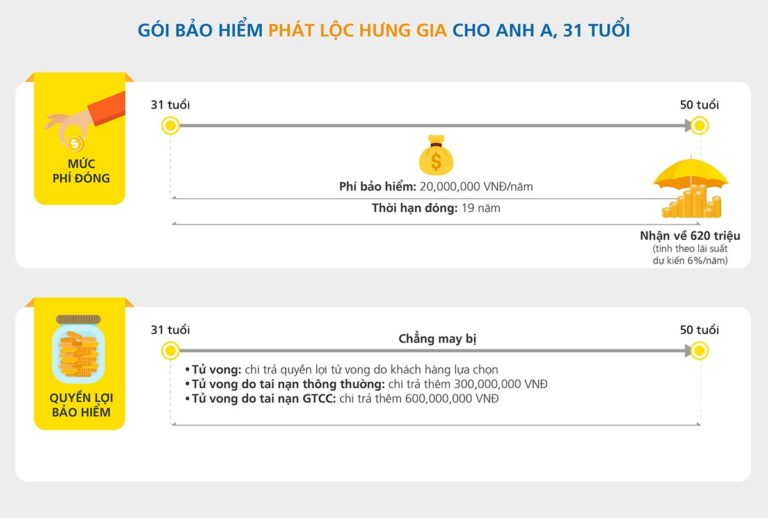 GÓI BẢO HIỂM PHÁT LỘC HƯNG GIA CHO ANH A, 31 TUỔI
MỨC
PHÍ ĐÓNG
31 tuổi
50 tuổi
Phí bảo hiểm: 20,000,000 VNĐ/năm
Thời hạn đóng: 19 năm
Nhận về 620 triệu
(tính theo lãi suất
dự kiến 6%/năm)
QUYỀN LỢI
BẢO HIỂM
31 tuổi
Chẳng may bị
50 tuổi
• Tử vong: chi trả quyền lợi tử vong do khách hàng lựa chọn
• Tử vong do tai nạn thông thường: chi trả thêm 300,000,000 VNĐ
• Tử vong do tai nạn GTCC: chi trả thêm 600,000,000 VNĐ